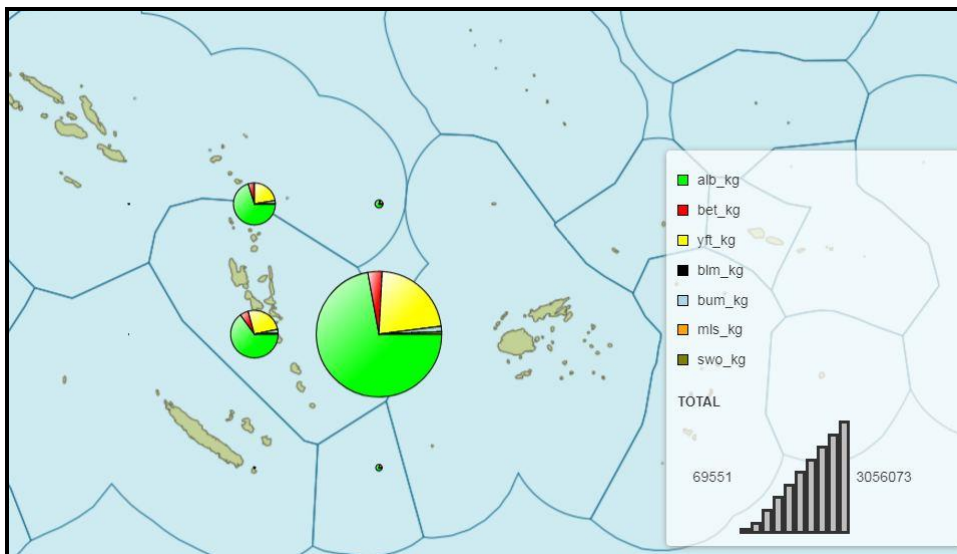 alb_kg
bet_kg
yft_kg
blm_kg
bum_kg
mls_kg
swo_kg
TOTAL
69551 3056073